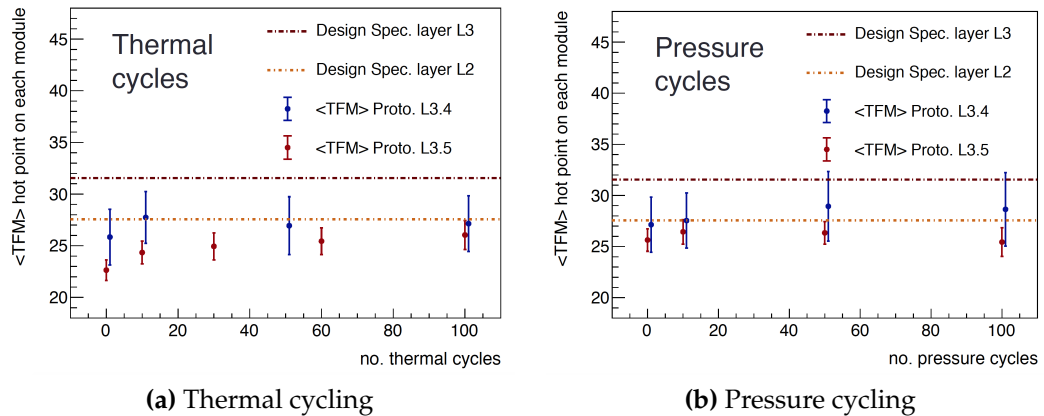 <TFM> hot point on each module
45
40
35
30
25
20
Thermal
cycles
Design Spec. layer L3
Design Spec. layer L2
<TFM> Proto. L3.4
<TFM> Proto. L3.5
0 20 40 60 80 100
no. thermal cycles
(a) Thermal cycling
<TFM> hot point on each module
45
40
35
30
25
20
Pressure
cycles
Design Spec. layer L3
Design Spec. layer L2
<TFM> Proto. L3.4
<TFM> Proto. L3.5
0 20 40 60 80 100
no. pressure cycles
(b) Pressure cycling